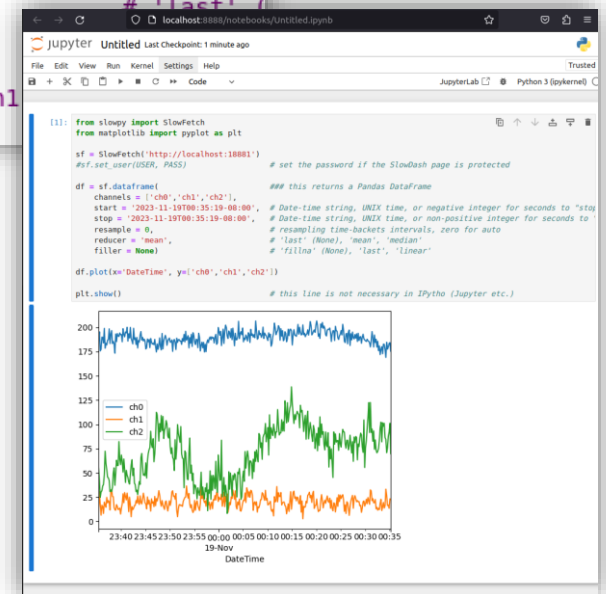 # 'last' (
h1
localhost:8888/notebooks/Untitled.ipynb
jupyter Untitled Last Checkpoint: 1 minute ago
File Edit View Run Kernel Settings Help
Trusted
Code
JupyterLab
Python 3 (ipykernel)
[1]: from slowpy import SlowFetch
from matplotlib import pyplot as plt
sf = SlowFetch('http://localhost:18881')
#sf.set_user(USER, PASS) # set the password if the SlowDash page is protected
df = sf.dataframe( ### this returns a Pandas DataFrame
channels = ['ch0','ch1','ch2'],
start = '2023-11-19T00:35:19-08:00', # Date-time string, UNIX time, or negative integer for seconds to "stop
stop = '2023-11-19T00:35:19-08:00', # Date-time string, UNIX time, or non-positive integer for seconds to '
resample = 0, # resampling time-backets intervals, zero for auto
reducer = 'mean', # 'last' (None), 'mean', 'median'
filler = None) # 'fillna' (None), 'last', 'linear'
df.plot(x='DateTime', y=['ch0','ch1','ch2'])
plt.show() # this line is not necessary in IPytho (Jupyter etc.)
200
175
150
125
100
75
50
25
0
ch0
ch1
ch2
23:40 23:45 23:50 23:55 00:00 00:05 00:10 00:15 00:20 00:25 00:30 00:35
19-Nov
DateTime